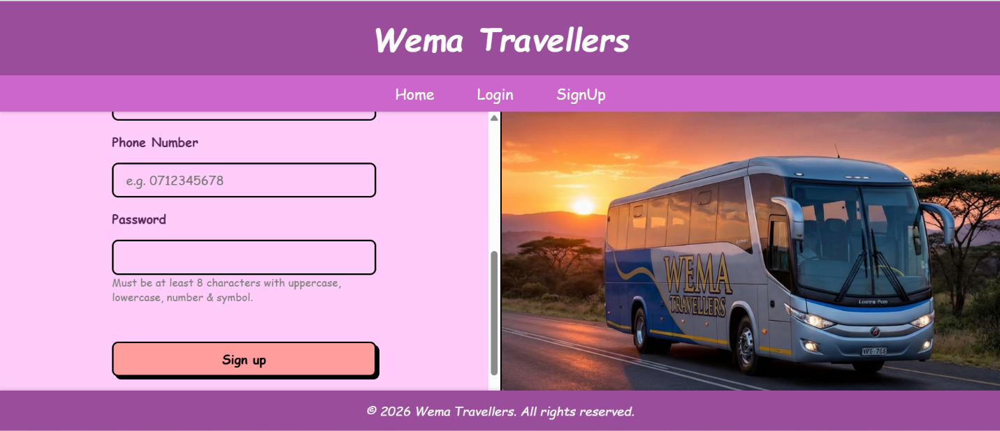 Wema Travellers
Home Login SignUp
Phone Number
e.g. 0712345678
Password
Must be at least 8 characters with uppercase,
lowercase, number & symbol.
Sign up
WEMA
TRAVELLERS
© 2026 Wema Travellers. All rights reserved.